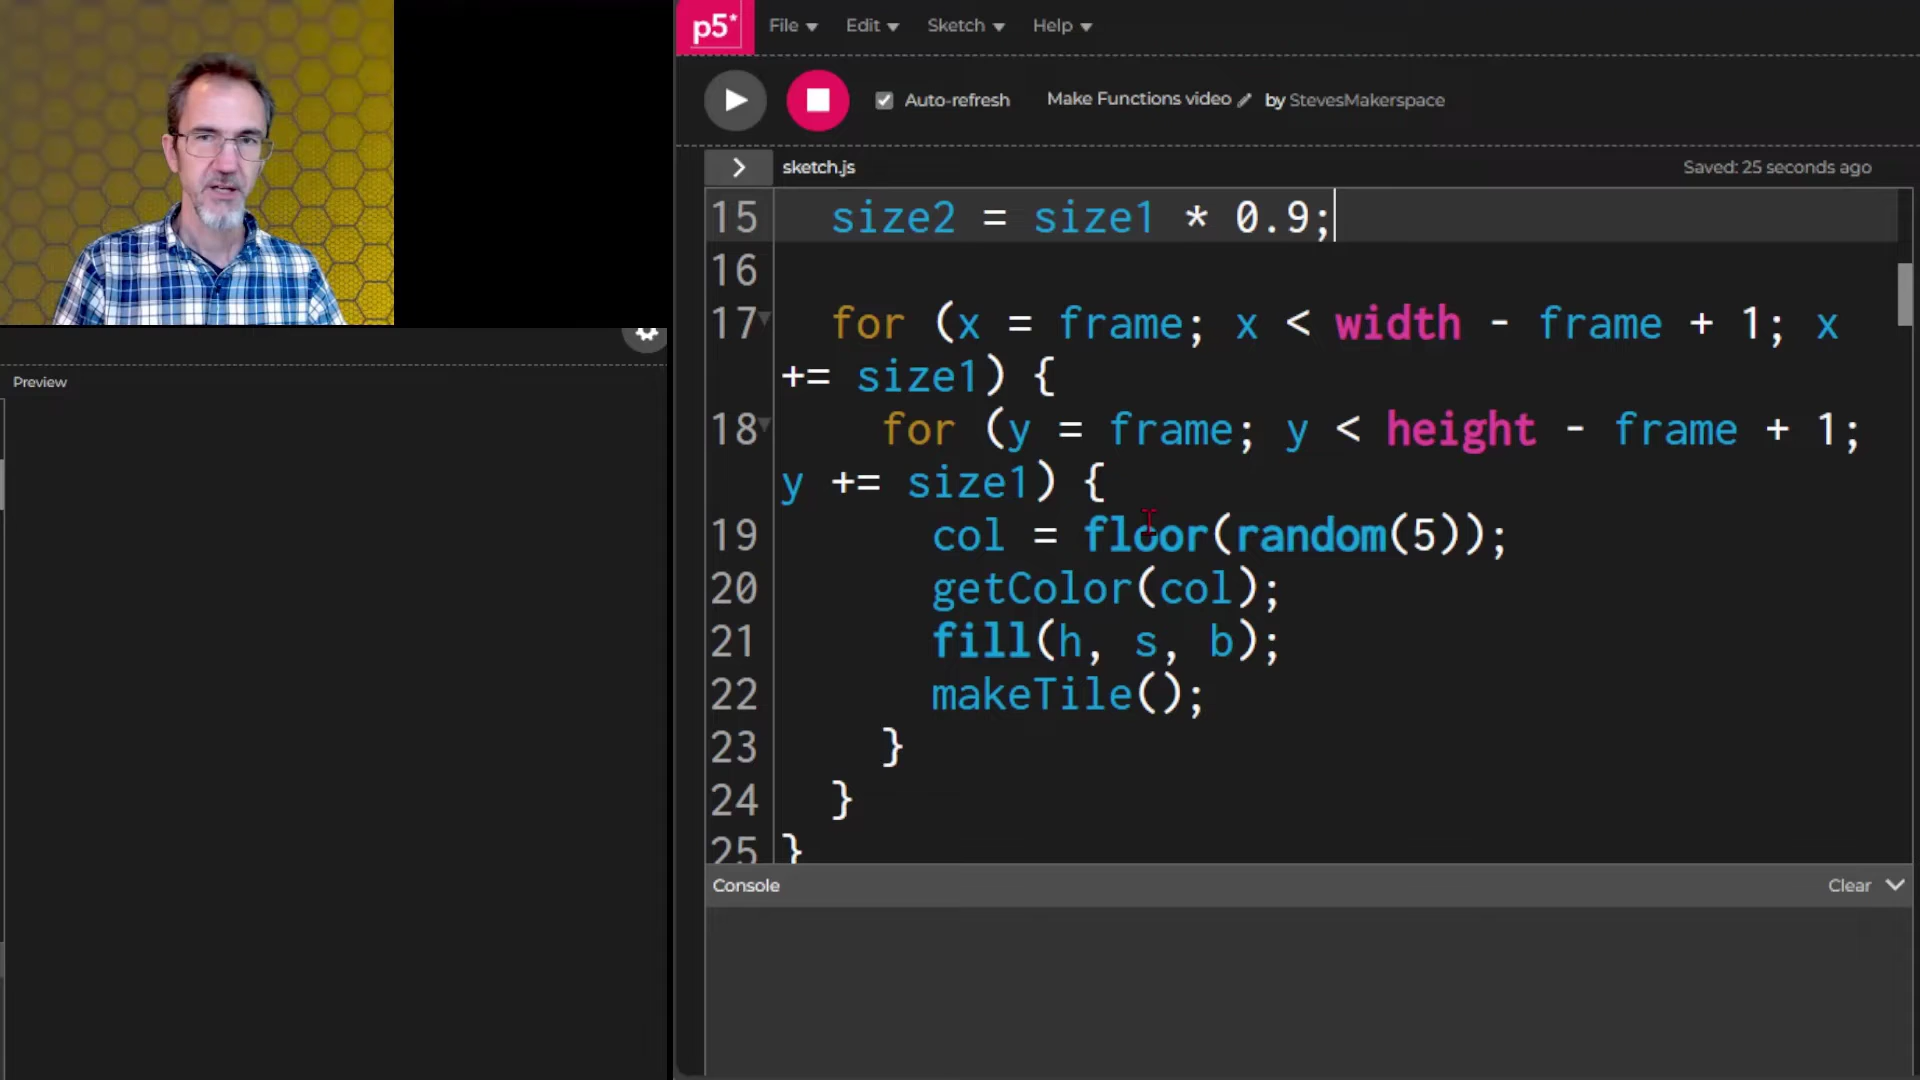 p5*
File
Edit
Sketch
Help
Auto-refresh
Make Functions video
by StevesMakerspace
sketch.js
Saved: 25 seconds ago
Preview
15 size2 = size1 * 0.9;
16
17 for (x = frame; x < width - frame + 1; x
+= size1) {
18 for (y = frame; y < height - frame + 1;
y += size1) {
19 col = floor(random(5));
20 getColor(col);
21 fill(h, s, b);
22 makeTile();
23 }
24 }
25 }
Console
Clear